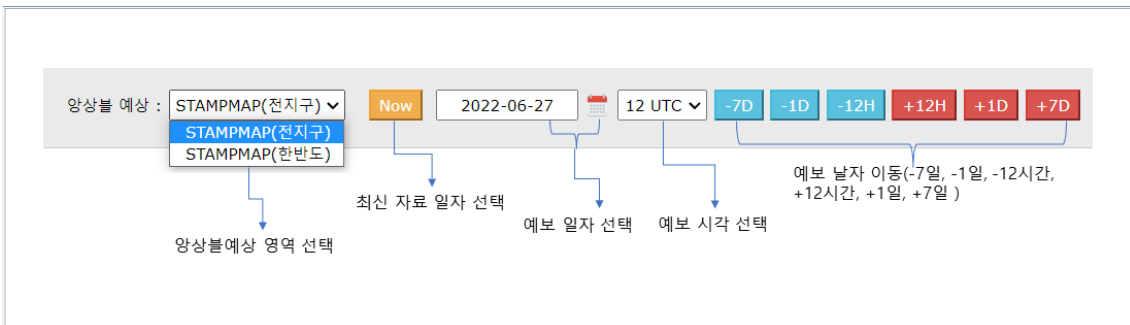 앙상블 예상 : STAMPMAP(전지구) Now 2022-06-27 12 UTC -7D -1D -12H +12H +1D +7D
STAMPMAP(전지구)
STAMPMAP(한반도)
예보 날자 이동(-7일, -1일, -12시간,
+12시간, +1일, +7일 )
최신 자료 일자 선택
예보 일자 선택
예보 시각 선택
앙상블예상 영역 선택